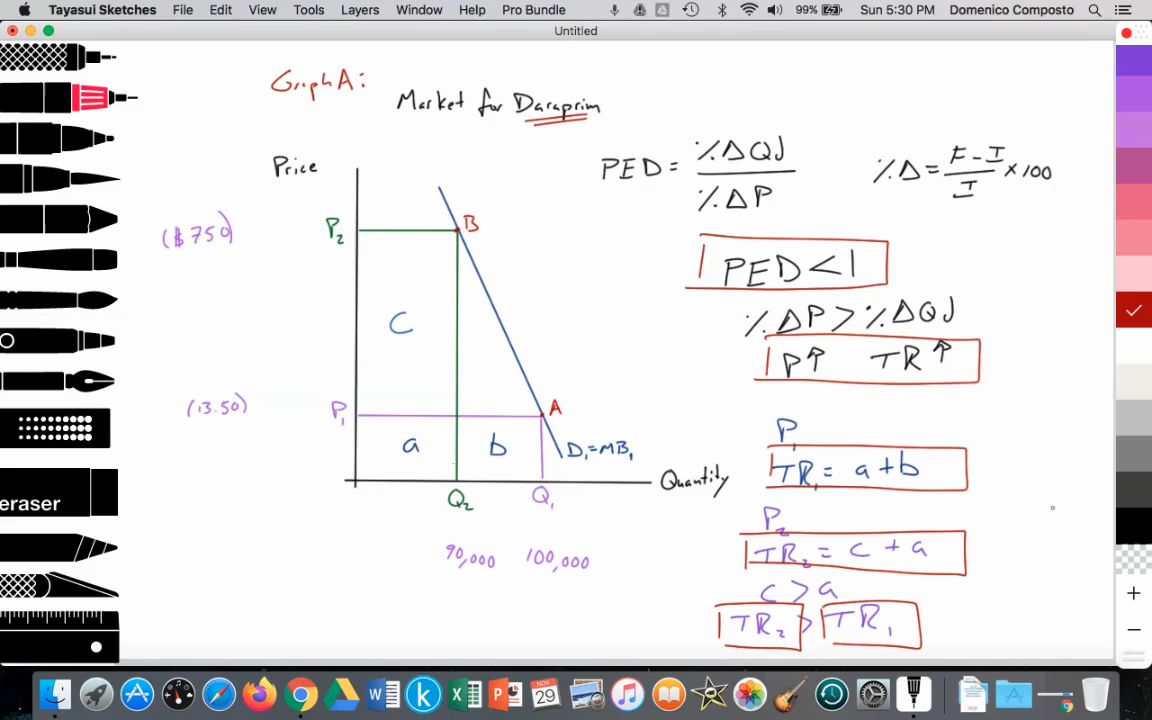 Tayasui Sketches File Edit View Tools Layers Window Help Pro Bundle 99% Sun 5:30 PM Domenico Composto
Untitled
Graph A:
Market for Daraprim
Price
PED = %ΔQd / %ΔP
%Δ = F - I / I × 100
($750)
P₂
B
PED < 1
C
%ΔP > %ΔQd
P↑ TR↑
(13.50)
P₁
A
a
b
D₁=MB₁
Quantity
Q₂
Q₁
90,000
100,000
P₁
TR₁ = a + b
P₂
TR₂ = c + a
c > a
TR₂ > TR₁
eraser
NOV
29